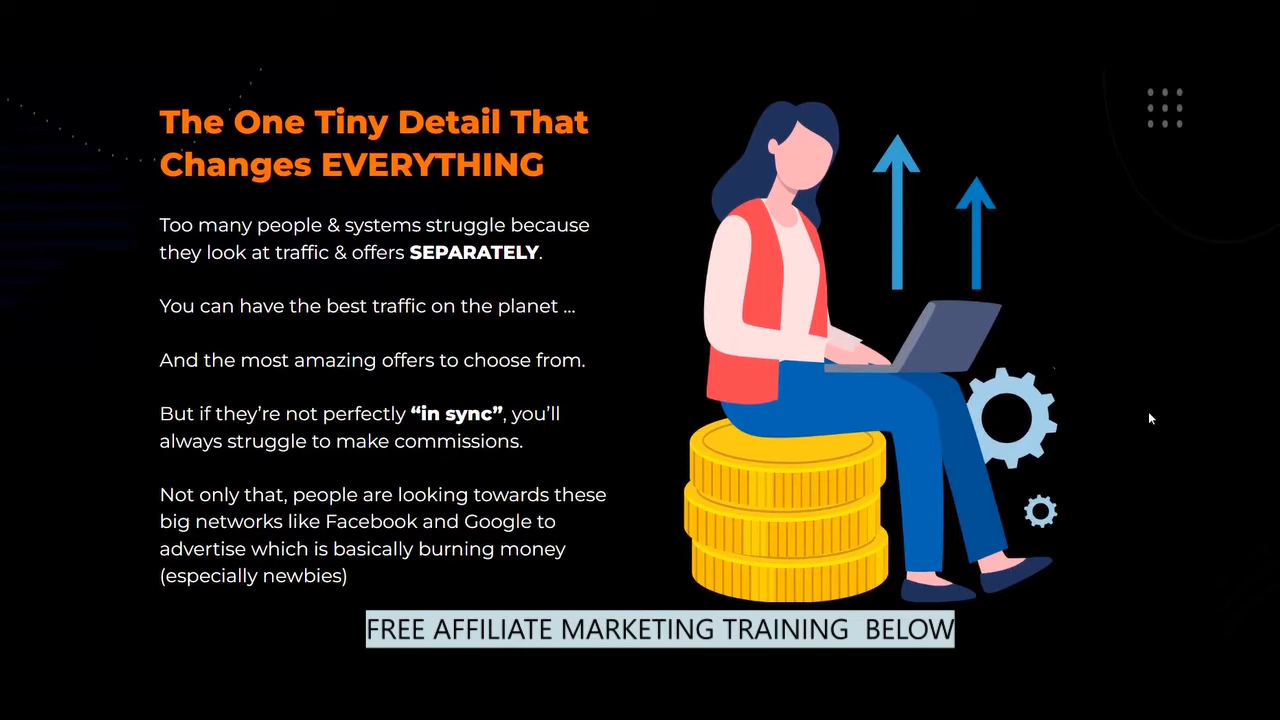 The One Tiny Detail That
Changes EVERYTHING
Too many people & systems struggle because
they look at traffic & offers SEPARATELY.
You can have the best traffic on the planet ...
And the most amazing offers to choose from.
But if they’re not perfectly “in sync”, you’ll
always struggle to make commissions.
Not only that, people are looking towards these
big networks like Facebook and Google to
advertise which is basically burning money
(especially newbies)
FREE AFFILIATE MARKETING TRAINING  BELOW